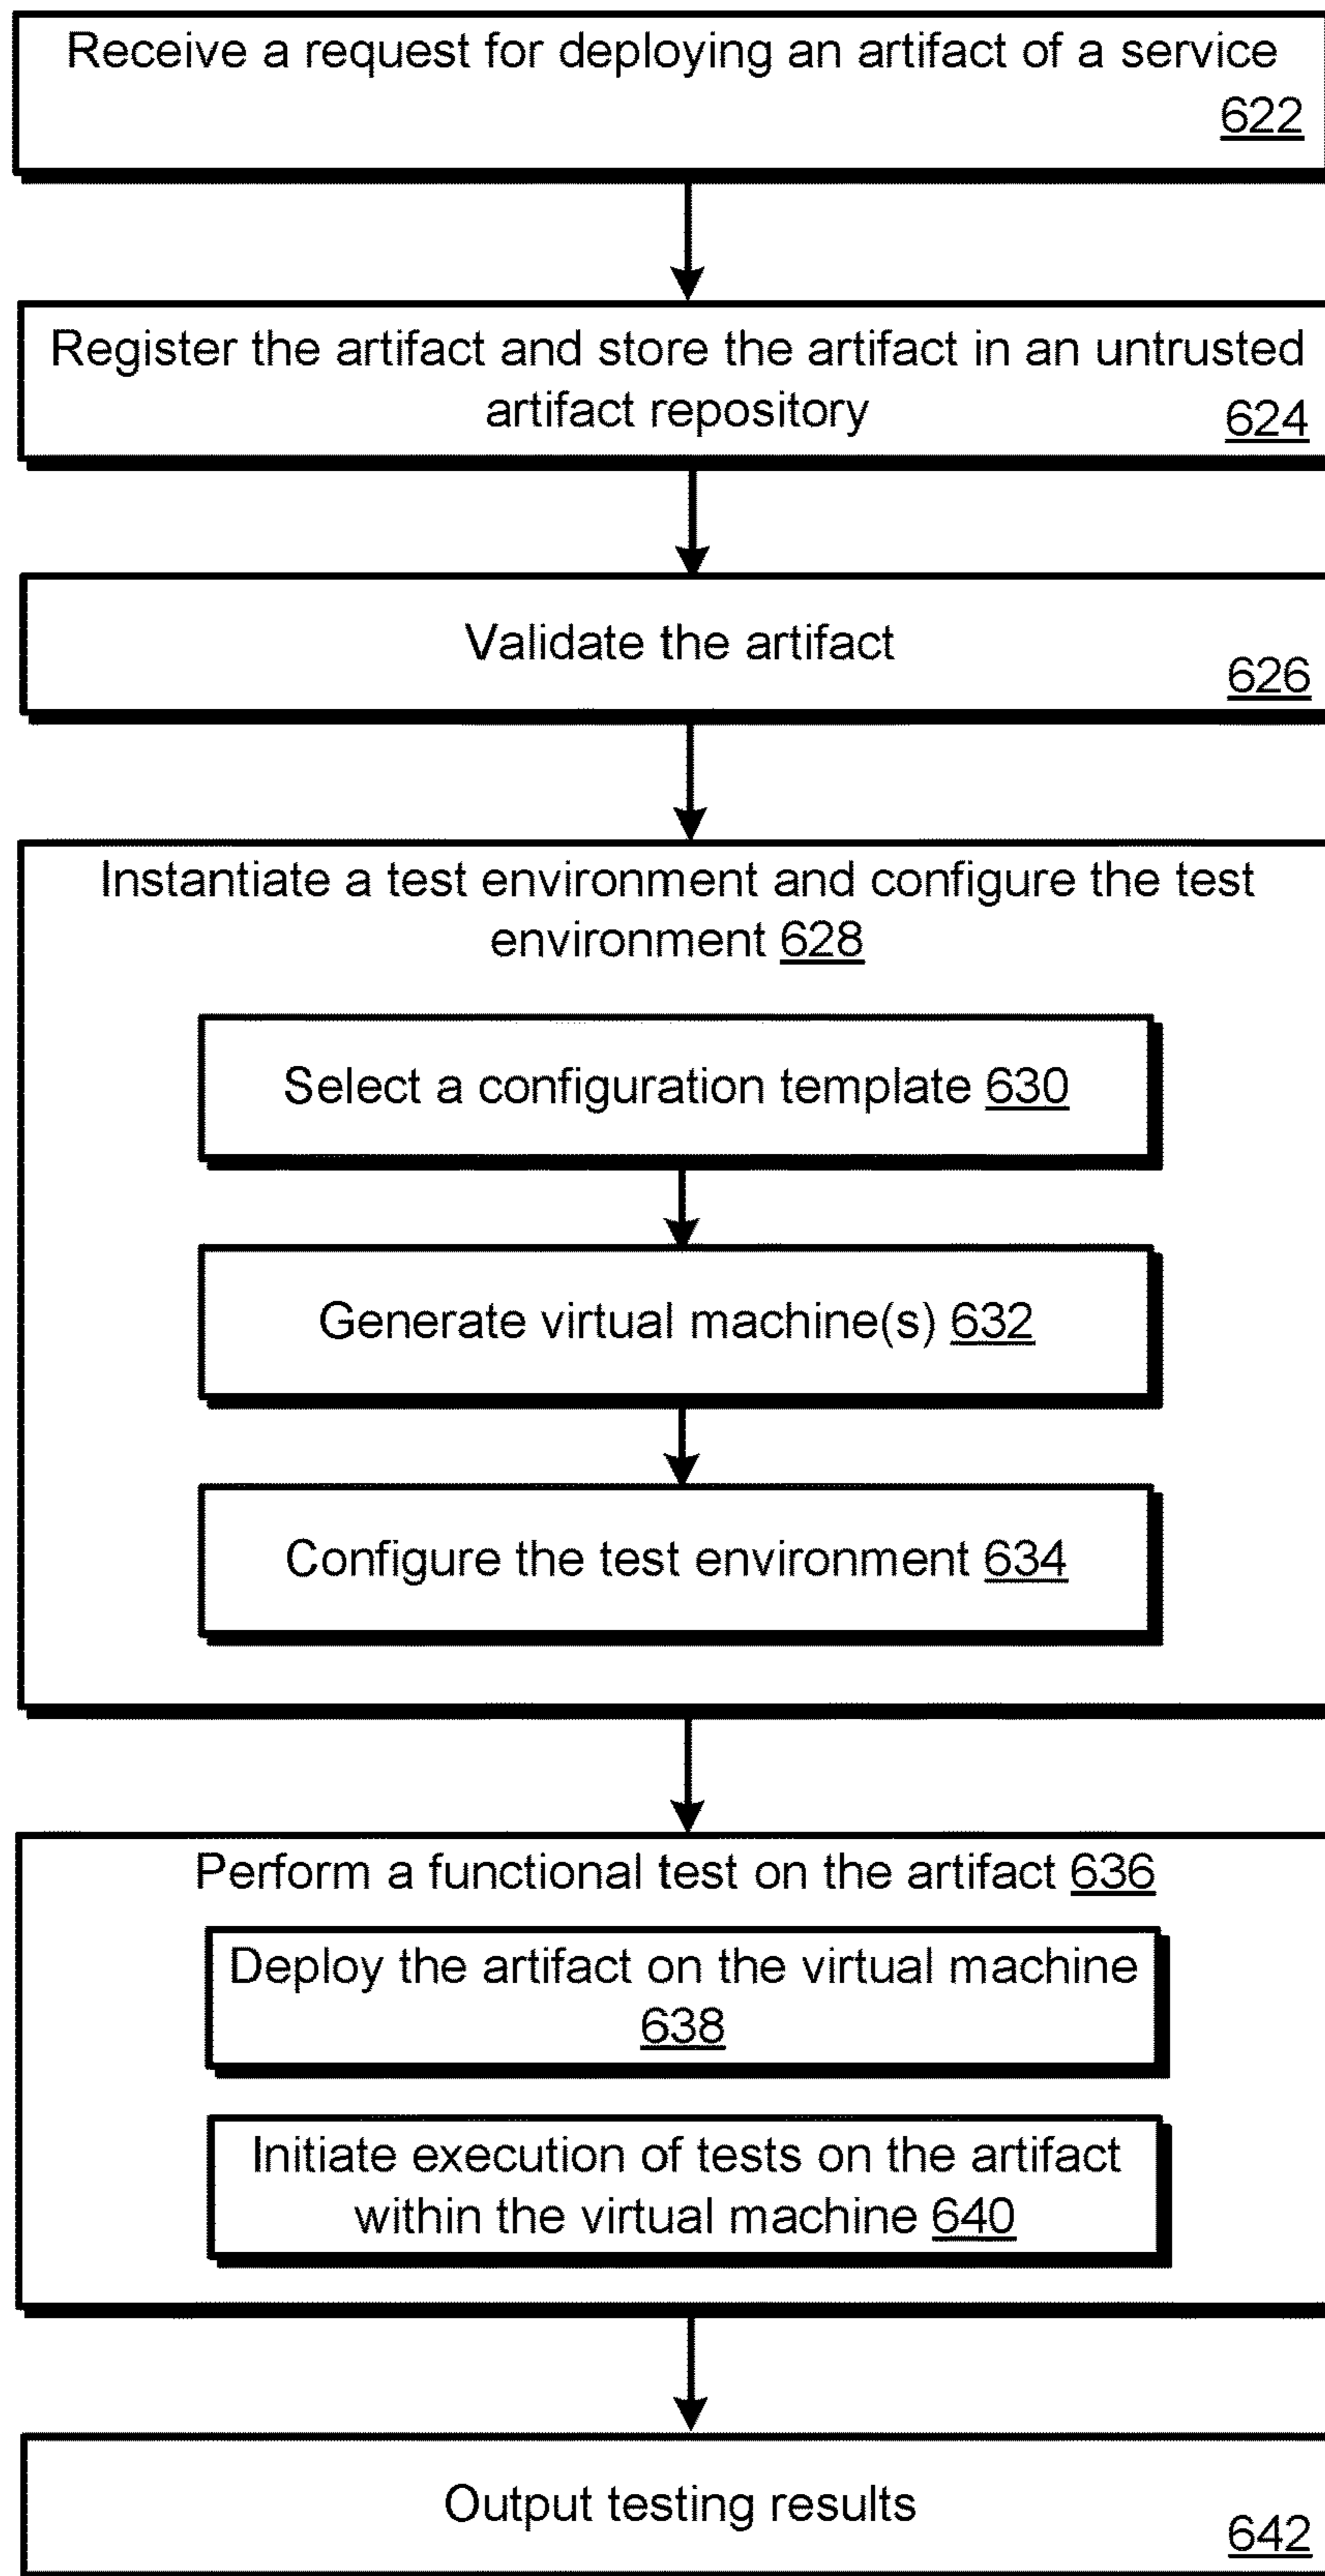 Receive a request for deploying an artifact of a service
622
Register the artifact and store the artifact in an untrusted
artifact repository
624
Validate the artifact
626
Instantiate a test environment and configure the test
environment 628
Select a configuration template 630
Generate virtual machine(s) 632
Configure the test environment 634
Perform a functional test on the artifact 636
Deploy the artifact on the virtual machine
638
Initiate execution of tests on the artifact
within the virtual machine 640
Output testing results
642